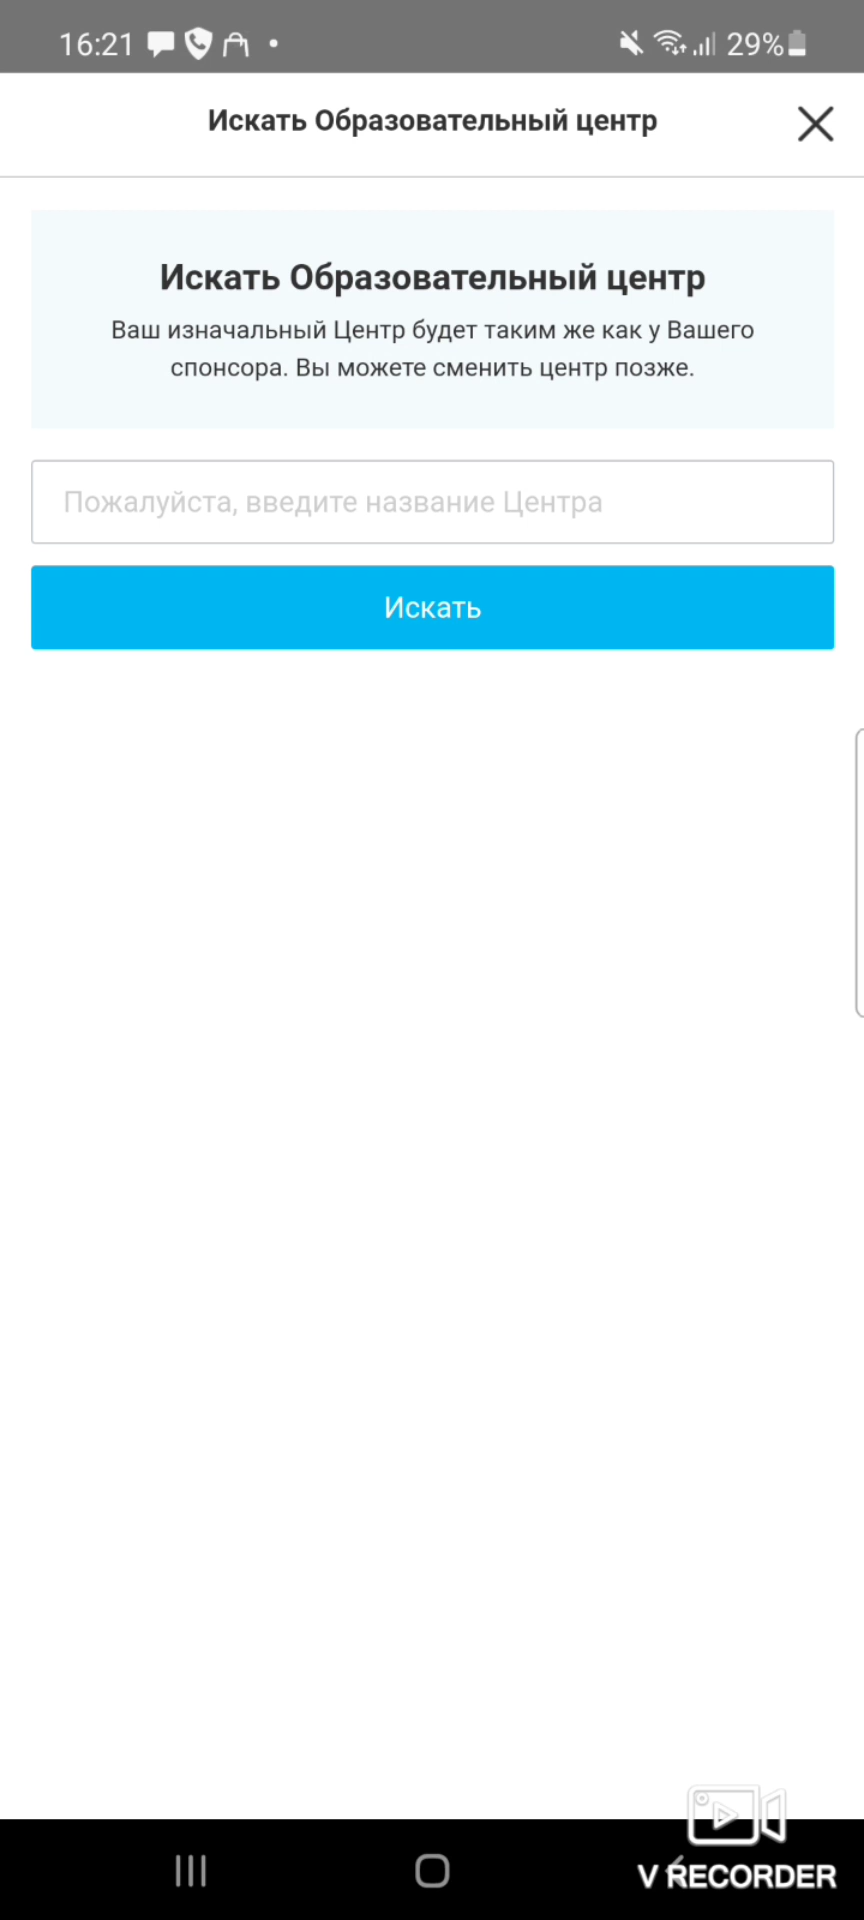 16:21
29%
Искать Образовательный центр
Искать Образовательный центр
Ваш изначальный Центр будет таким же как у Вашего
спонсора. Вы можете сменить центр позже.
Пожалуйста, введите название Центра
Искать
V RECORDER